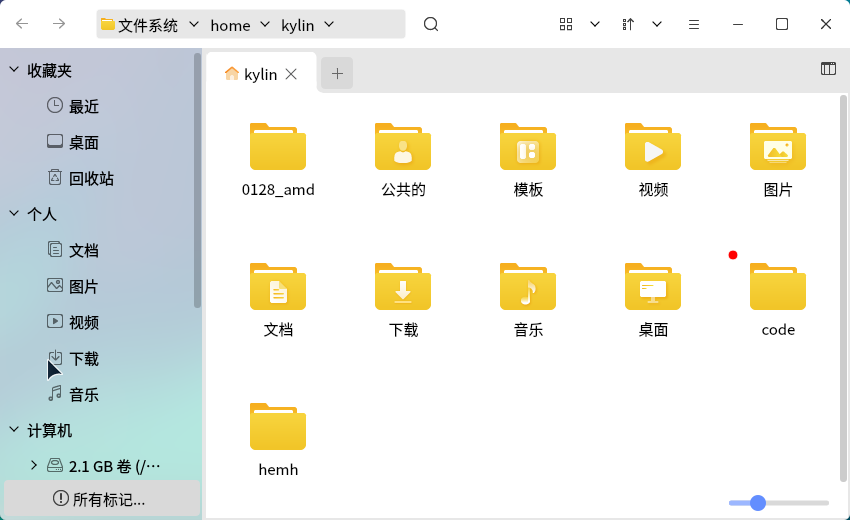 文件系统 home kylin
收藏夹
最近
桌面
回收站
个人
文档
图片
视频
下载
音乐
计算机
2.1 GB 卷 (/···
所有标记...
kylin
0128_amd 公共的 模板 视频 图片
文档 下载 音乐 桌面 code
hemh